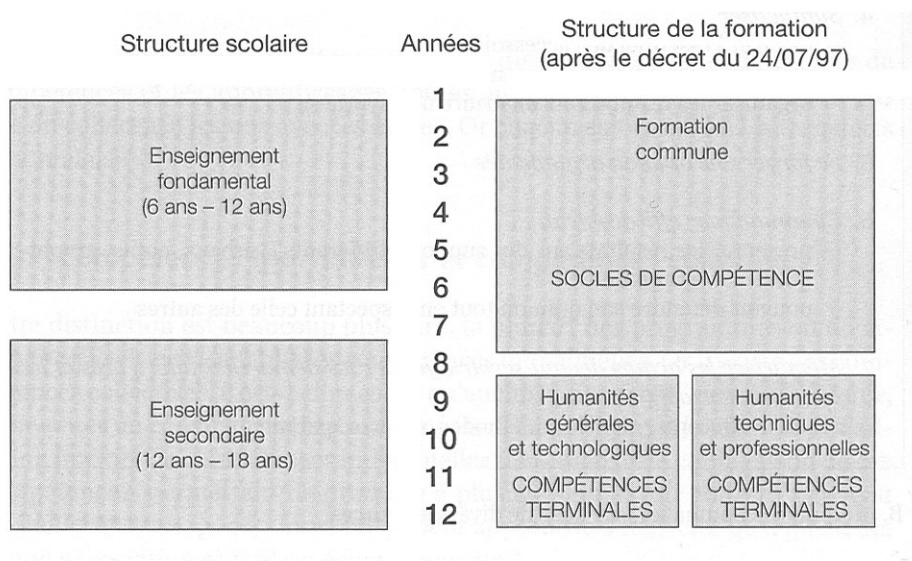 Structure scolaire
Années
Structure de la formation
(après le décret du 24/07/97)
Enseignement
fondamental
(6 ans – 12 ans)
Enseignement
secondaire
(12 ans – 18 ans)
1
2
3
4
5
6
7
8
9
10
11
12
Formation
commune
SOCLES DE COMPÉTENCE
Humanités
générales
et technologiques
COMPÉTENCES
TERMINALES
Humanités
techniques
et professionnelles
COMPÉTENCES
TERMINALES